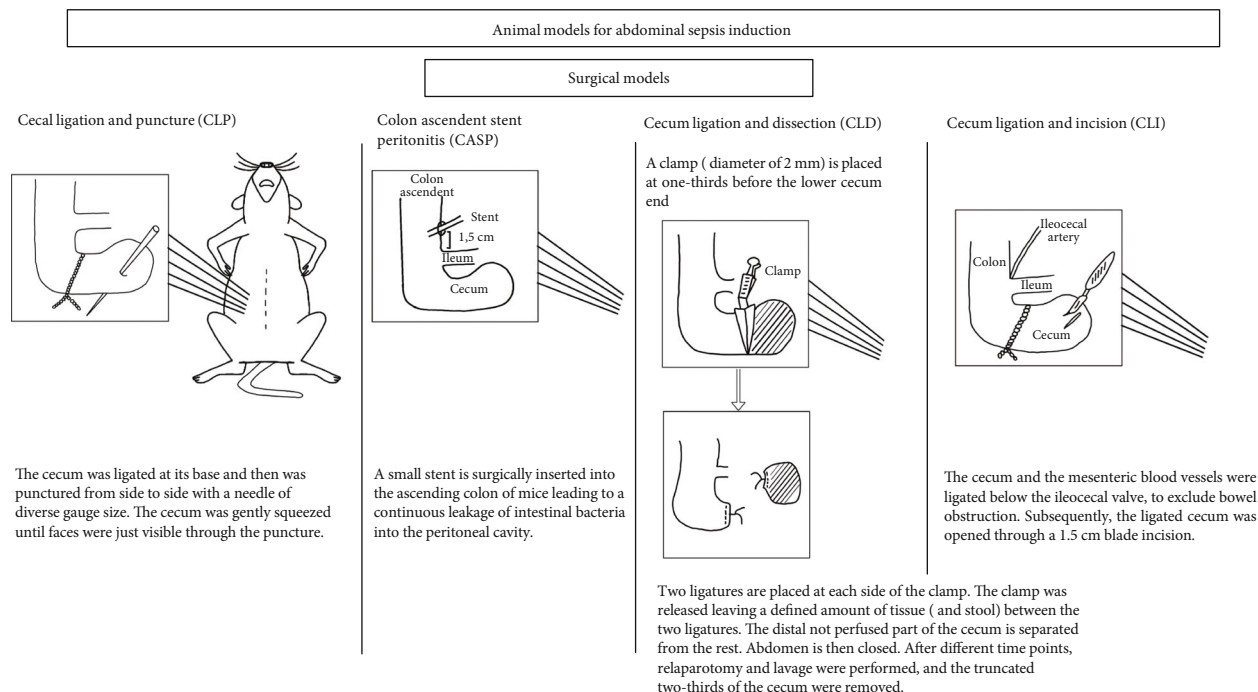 Animal models for abdominal sepsis induction
Surgical models
Cecal ligation and puncture (CLP)
The cecum was ligated at its base and then was
punctured from side to side with a needle of
diverse gauge size. The cecum was gently squeezed
until faces were just visible through the puncture.
Colon ascendent stent
peritonitis (CASP)
Colon
ascendent
Stent
1,5 cm
Ileum
Cecum
A small stent is surgically inserted into
the ascending colon of mice leading to a
continuous leakage of intestinal bacteria
into the peritoneal cavity.
Cecum ligation and dissection (CLD)
A clamp ( diameter of 2 mm) is placed
at one-thirds before the lower cecum
end
Clamp
Two ligatures are placed at each side of the clamp. The clamp was
released leaving a defined amount of tissue ( and stool) between the
two ligatures. The distal not perfused part of the cecum is separated
from the rest. Abdomen is then closed. After different time points,
relaparotomy and lavage were performed, and the truncated
two-thirds of the cecum were removed.
Cecum ligation and incision (CLI)
Ileocecal
artery
Colon
Ileum
Cecum
The cecum and the mesenteric blood vessels were
ligated below the ileocecal valve, to exclude bowel
obstruction. Subsequently, the ligated cecum was
opened through a 1.5 cm blade incision.